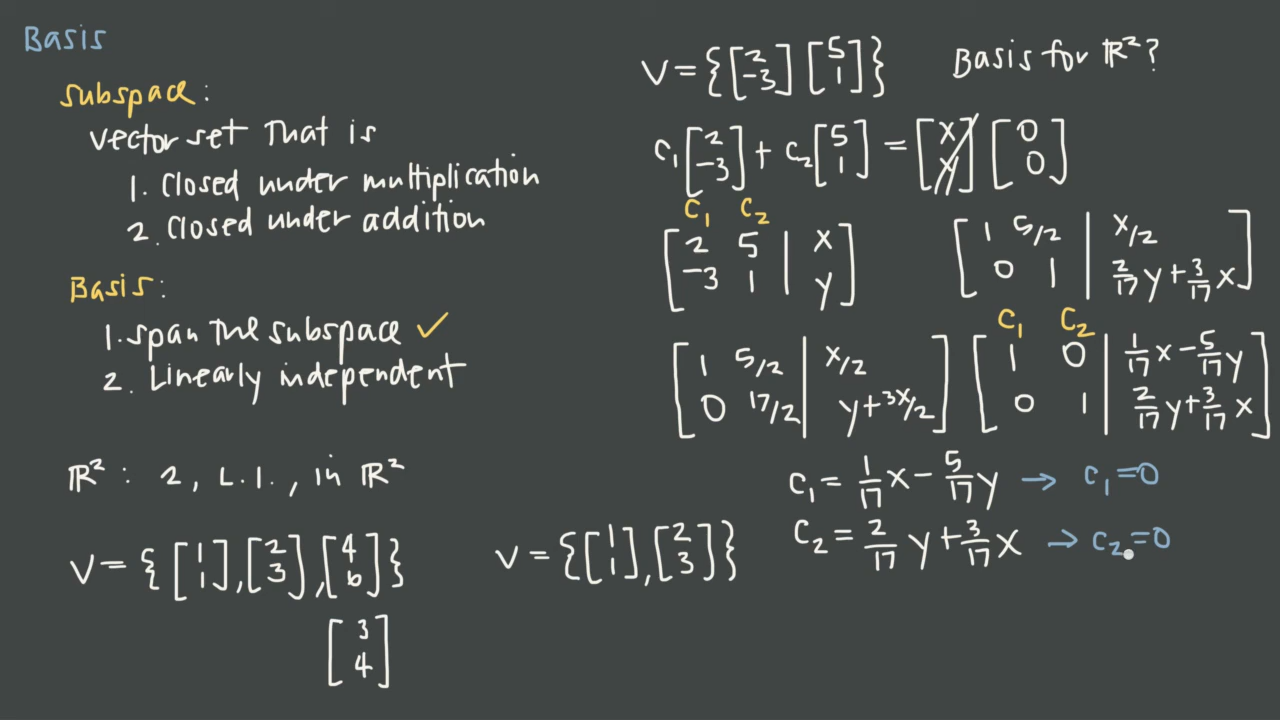 Basis
subspace:
vector set that is
1. Closed under multiplication
2. Closed under addition
Basis:
1. span the subspace ✓
2. Linearly independent
ℝ² : 2, L.I., in ℝ²
V = { [1 1], [2 3], [4 6] }
[3 4]
V = { [1 1], [2 3] }
V = { [2 -3] [5 1] } Basis for ℝ²?
c₁ [2 -3] + c₂ [5 1] = [x y] [0 0]
c₁ c₂
[ 2 5 | x
-3 1 | y ]
[ 1 5/2 | x/2
0 1 | 2/17 y + 3/17 x ]
[ 1 5/2 | x/2
0 17/2 | y + 3x/2 ]
c₁ c₂
[ 1 0 | 1/17 x - 5/17 y
0 1 | 2/17 y + 3/17 x ]
c₁ = 1/17 x - 5/17 y → c₁ = 0
c₂ = 2/17 y + 3/17 x → c₂ = 0